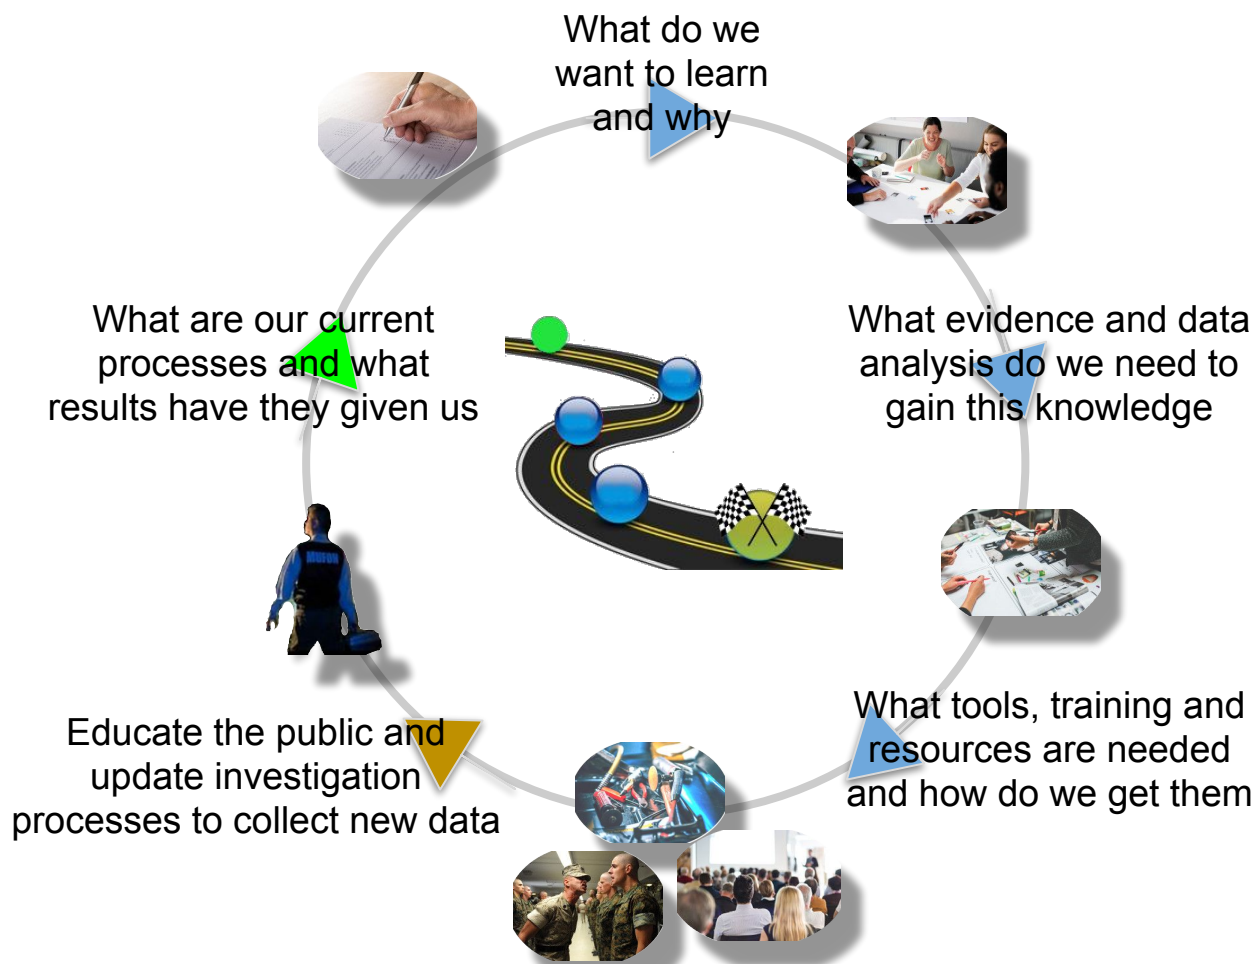 What do we
want to learn
and why
What evidence and data
analysis do we need to
gain this knowledge
What tools, training and
resources are needed
and how do we get them
Educate the public and
update investigation
processes to collect new data
MUFON
What are our current
processes and what
results have they given us